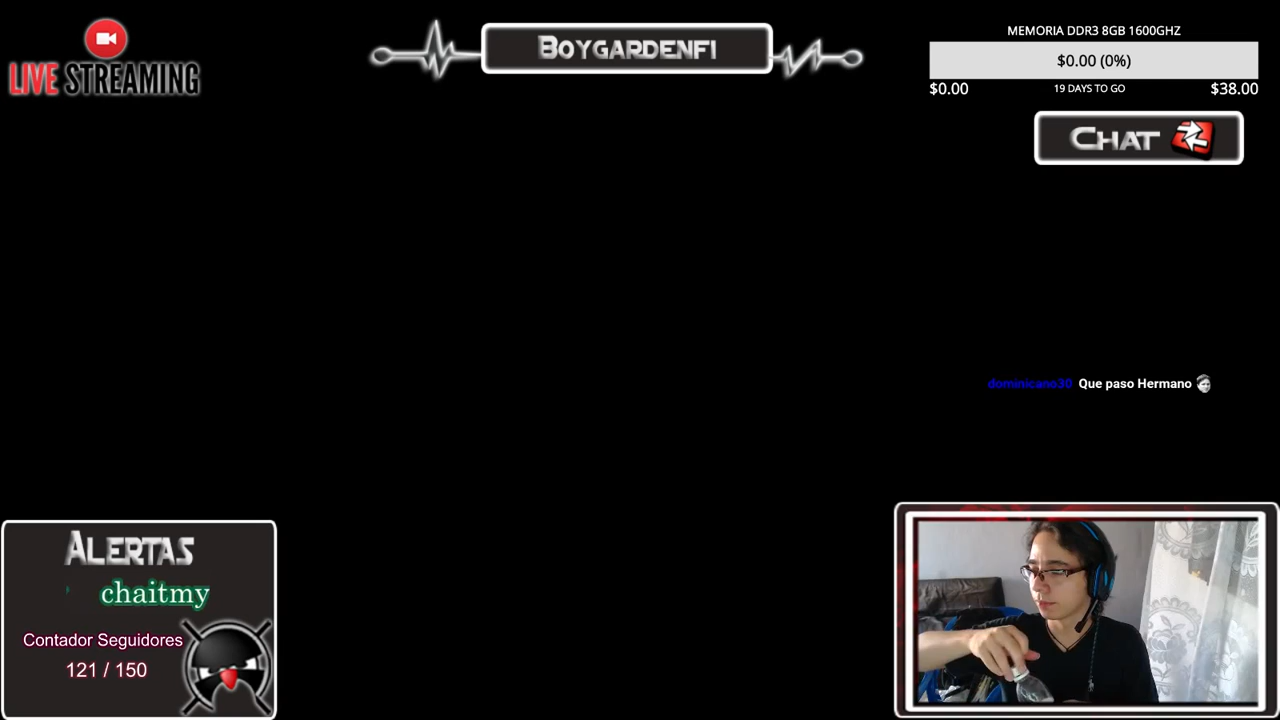 LIVE STREAMING
BOYGARDENFI
MEMORIA DDR3 8GB 1600GHZ
$0.00 (0%)
$0.00 19 DAYS TO GO $38.00
CHAT
dominicano30 Que paso Hermano
ALERTAS
chaitmy
Contador Seguidores
121 / 150